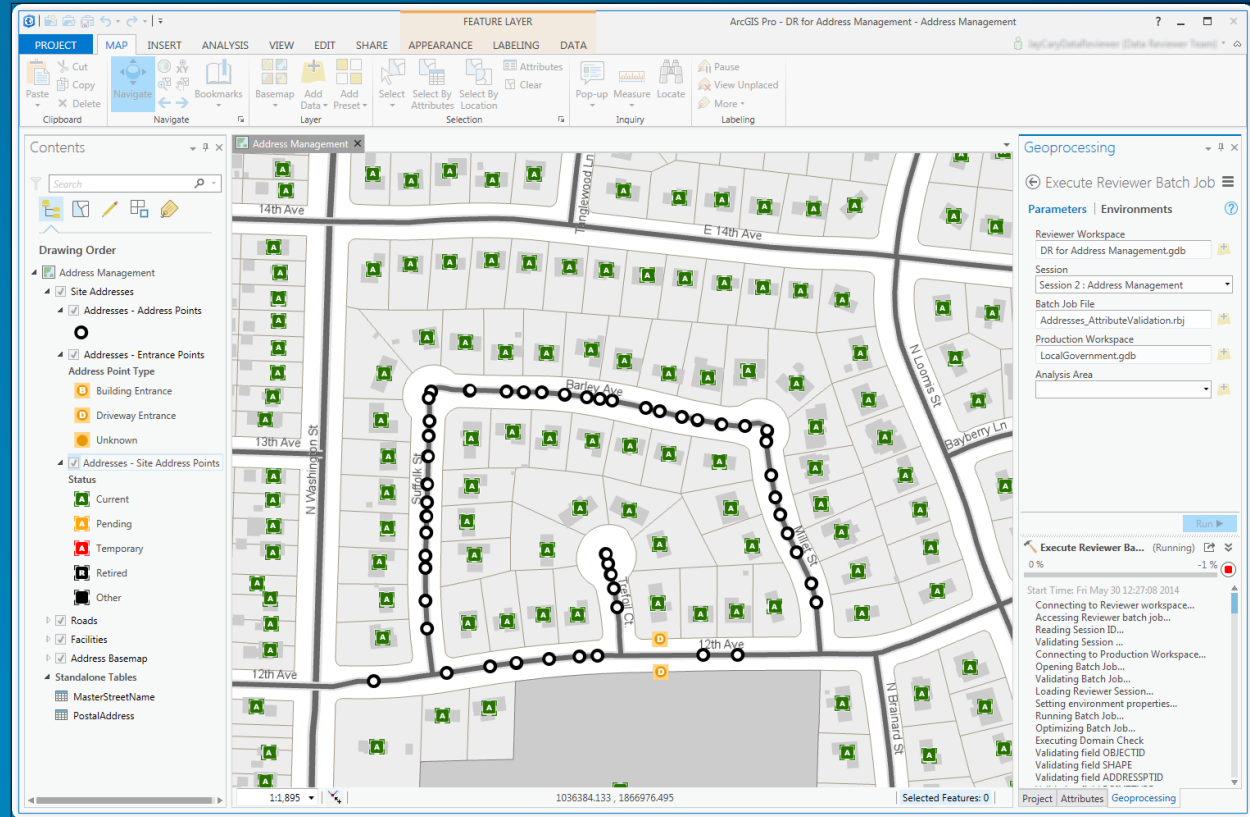 FEATURE LAYER
ArcGIS Pro - DR for Address Management - Address Management
PROJECT MAP INSERT ANALYSIS VIEW EDIT SHARE APPEARANCE LABELING DATA
Paste
Cut
Copy
Delete
Clipboard
Navigate
XY
Bookmarks
Navigate
Basemap
Add Data
Add Preset
Layer
Select
Select By Attributes
Select By Location
Attributes
Clear
Selection
Pop-up
Measure
Locate
Inquiry
Pause
View Unplaced
More
Labeling
Contents
Search
Drawing Order
Address Management
Site Addresses
Addresses - Address Points
Addresses - Entrance Points
Address Point Type
B Building Entrance
D Driveway Entrance
Unknown
Addresses - Site Address Points
Status
A Current
A Pending
A Temporary
Retired
Other
Roads
Facilities
Address Basemap
Standalone Tables
MasterStreetName
PostalAddress
Address Management
14th Ave
Tanglewood Ln
E 14th Ave
N Loomis St
Barley Ave
13th Ave
Bayberry Ln
N Washington St
Suffolk St
Millet St
Trefoil Ct
12th Ave
12th Ave
N Brainard St
D
D
1:1,895
1036384.133 , 1866976.495
Selected Features: 0
Geoprocessing
Execute Reviewer Batch Job
Parameters | Environments
Reviewer Workspace
DR for Address Management.gdb
Session
Session 2 : Address Management
Batch Job File
Addresses_AttributeValidation.rbj
Production Workspace
LocalGovernment.gdb
Analysis Area
Run
Execute Reviewer Ba... (Running)
0 % -1 %
Start Time: Fri May 30 12:27:08 2014
Connecting to Reviewer workspace...
Accessing Reviewer batch job...
Reading Session ID...
Validating Session ...
Connecting to Production Workspace...
Opening Batch Job...
Validating Batch Job...
Loading Reviewer Session...
Setting environment properties...
Running Batch Job...
Optimizing Batch Job...
Executing Domain Check
Validating field OBJECTID
Validating field SHAPE
Validating field ADDRESSPTID
Project Attributes Geoprocessing